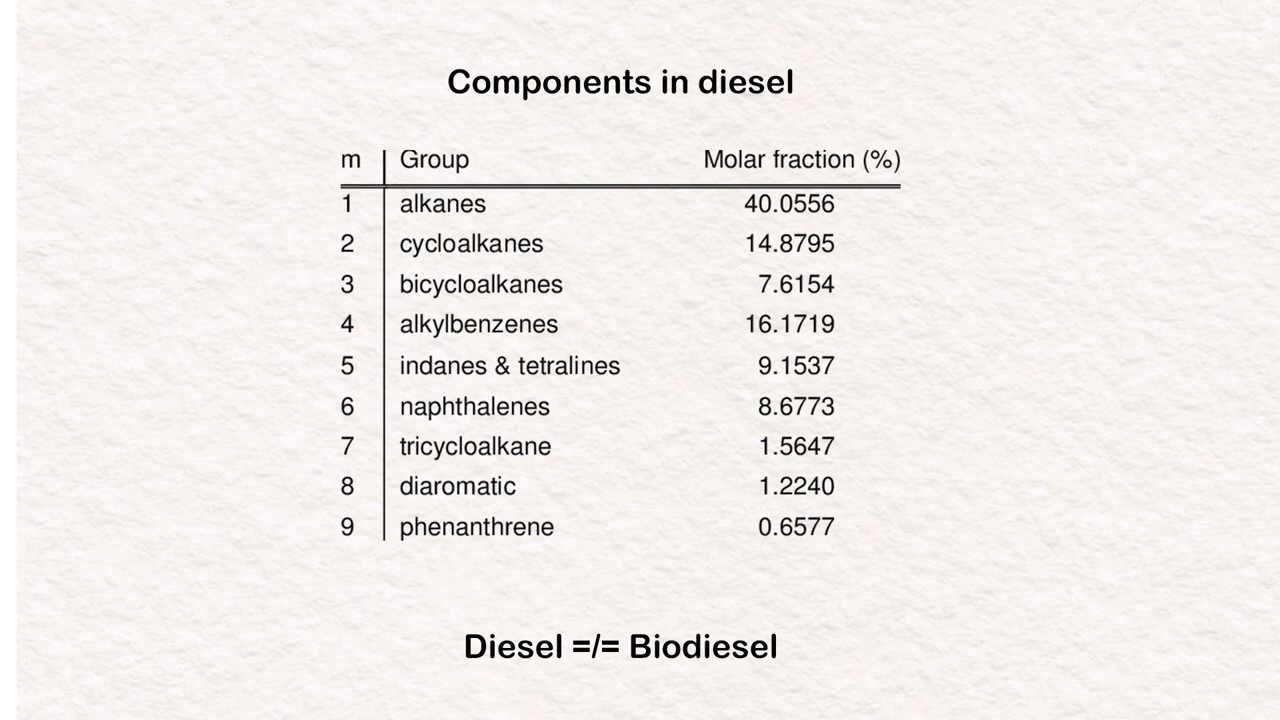 Components in diesel
m Group Molar fraction (%)
1 alkanes 40.0556
2 cycloalkanes 14.8795
3 bicycloalkanes 7.6154
4 alkylbenzenes 16.1719
5 indanes & tetralines 9.1537
6 naphthalenes 8.6773
7 tricycloalkane 1.5647
8 diaromatic 1.2240
9 phenanthrene 0.6577
Diesel =/= Biodiesel